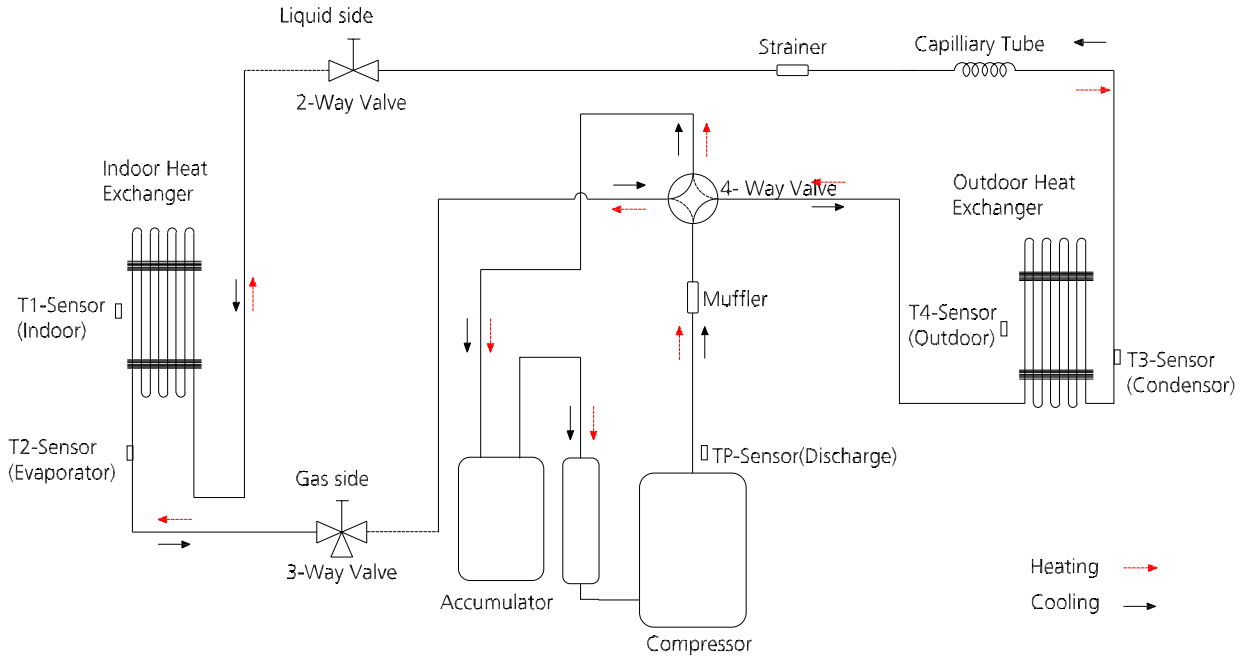 Liquid side
2-Way Valve
Strainer
Capilliary Tube
Indoor Heat
Exchanger
4- Way Valve
Outdoor Heat
Exchanger
T1-Sensor
(Indoor)
Muffler
T4-Sensor
(Outdoor)
T3-Sensor
(Condensor)
T2-Sensor
(Evaporator)
TP-Sensor(Discharge)
Gas side
3-Way Valve
Accumulator
Compressor
Heating
Cooling